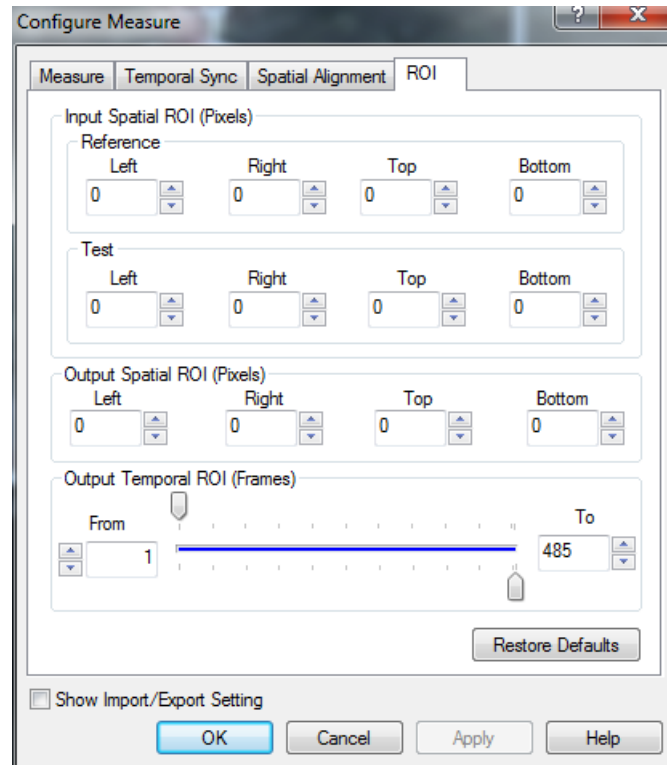 Configure Measure ? X
Measure Temporal Sync Spatial Alignment ROI
Input Spatial ROI (Pixels)
Reference
Left Right Top Bottom
0 0 0 0
Test
Left Right Top Bottom
0 0 0 0
Output Spatial ROI (Pixels)
Left Right Top Bottom
0 0 0 0
Output Temporal ROI (Frames)
From To
1 485
Restore Defaults
Show Import/Export Setting
OK Cancel Apply Help